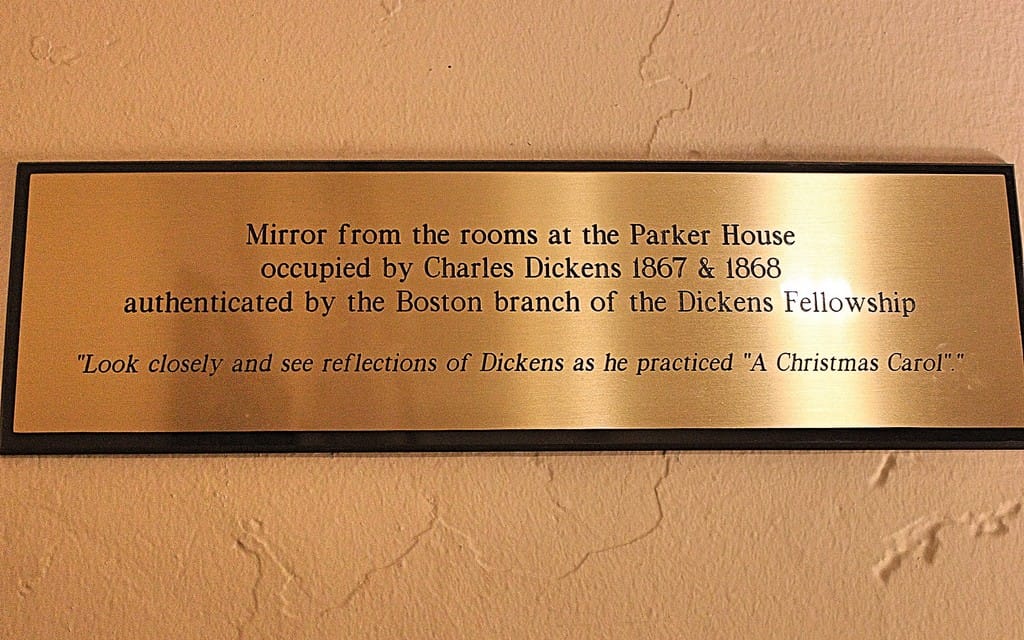 Mirror from the rooms at the Parker House
occupied by Charles Dickens 1867 & 1868
authenticated by the Boston branch of the Dickens Fellowship
"Look closely and see reflections of Dickens as he practiced "A Christmas Carol"."